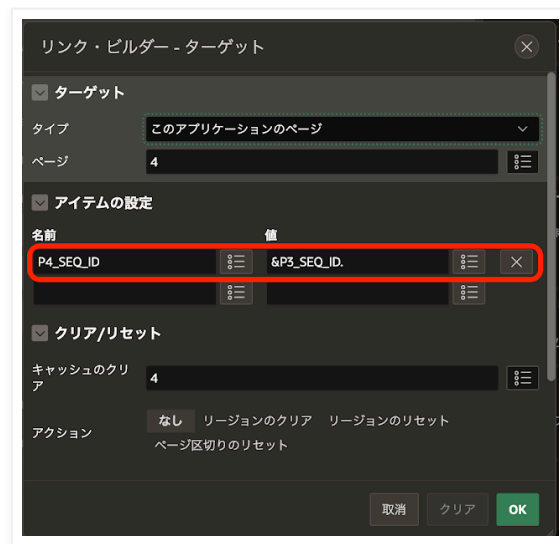 リンク・ビルダー - ターゲット
ターゲット
タイプ このアプリケーションのページ
ページ 4
アイテムの設定
名前 値
P4_SEQ_ID &P3_SEQ_ID.
クリア/リセット
キャッシュのクリ
ア
4
なし リージョンのクリア リージョンのリセット
アクション
ページ区切りのリセット
取消 クリア OK